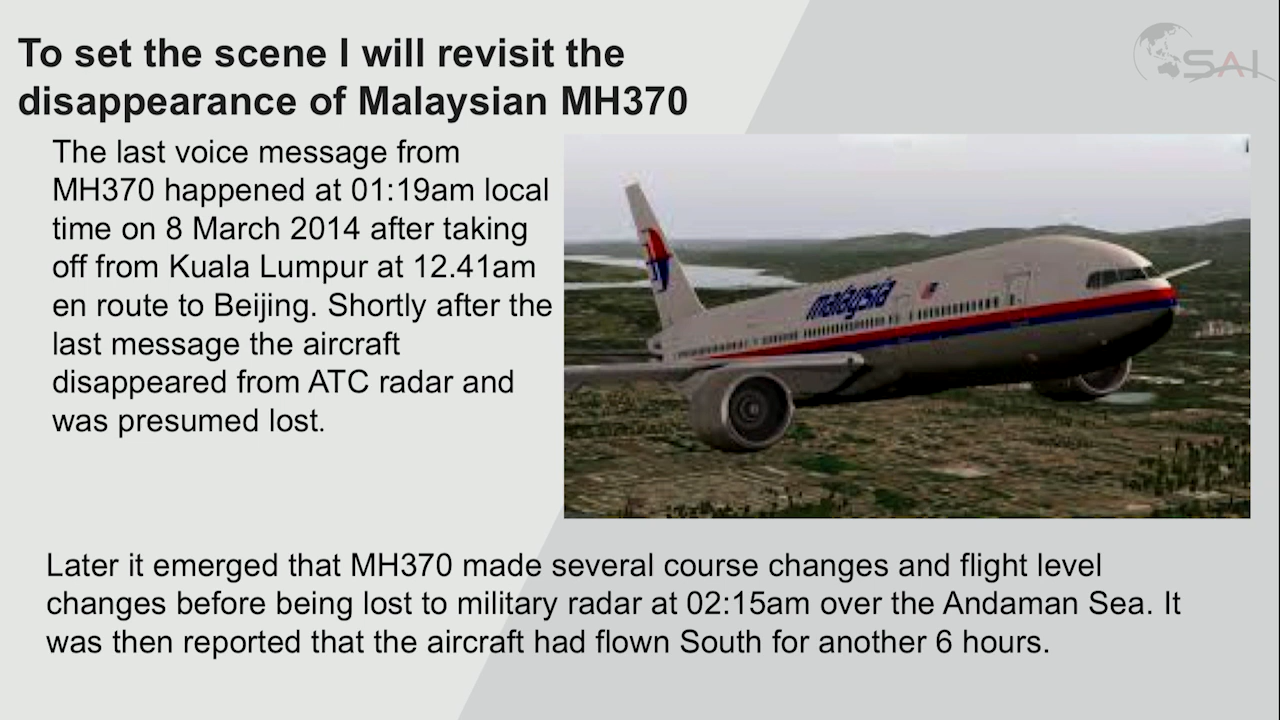 To set the scene I will revisit the
disappearance of Malaysian MH370
SAI
The last voice message from
MH370 happened at 01:19am local
time on 8 March 2014 after taking
off from Kuala Lumpur at 12.41am
en route to Beijing. Shortly after the
last message the aircraft
disappeared from ATC radar and
was presumed lost.
malaysia
Later it emerged that MH370 made several course changes and flight level
changes before being lost to military radar at 02:15am over the Andaman Sea. It
was then reported that the aircraft had flown South for another 6 hours.